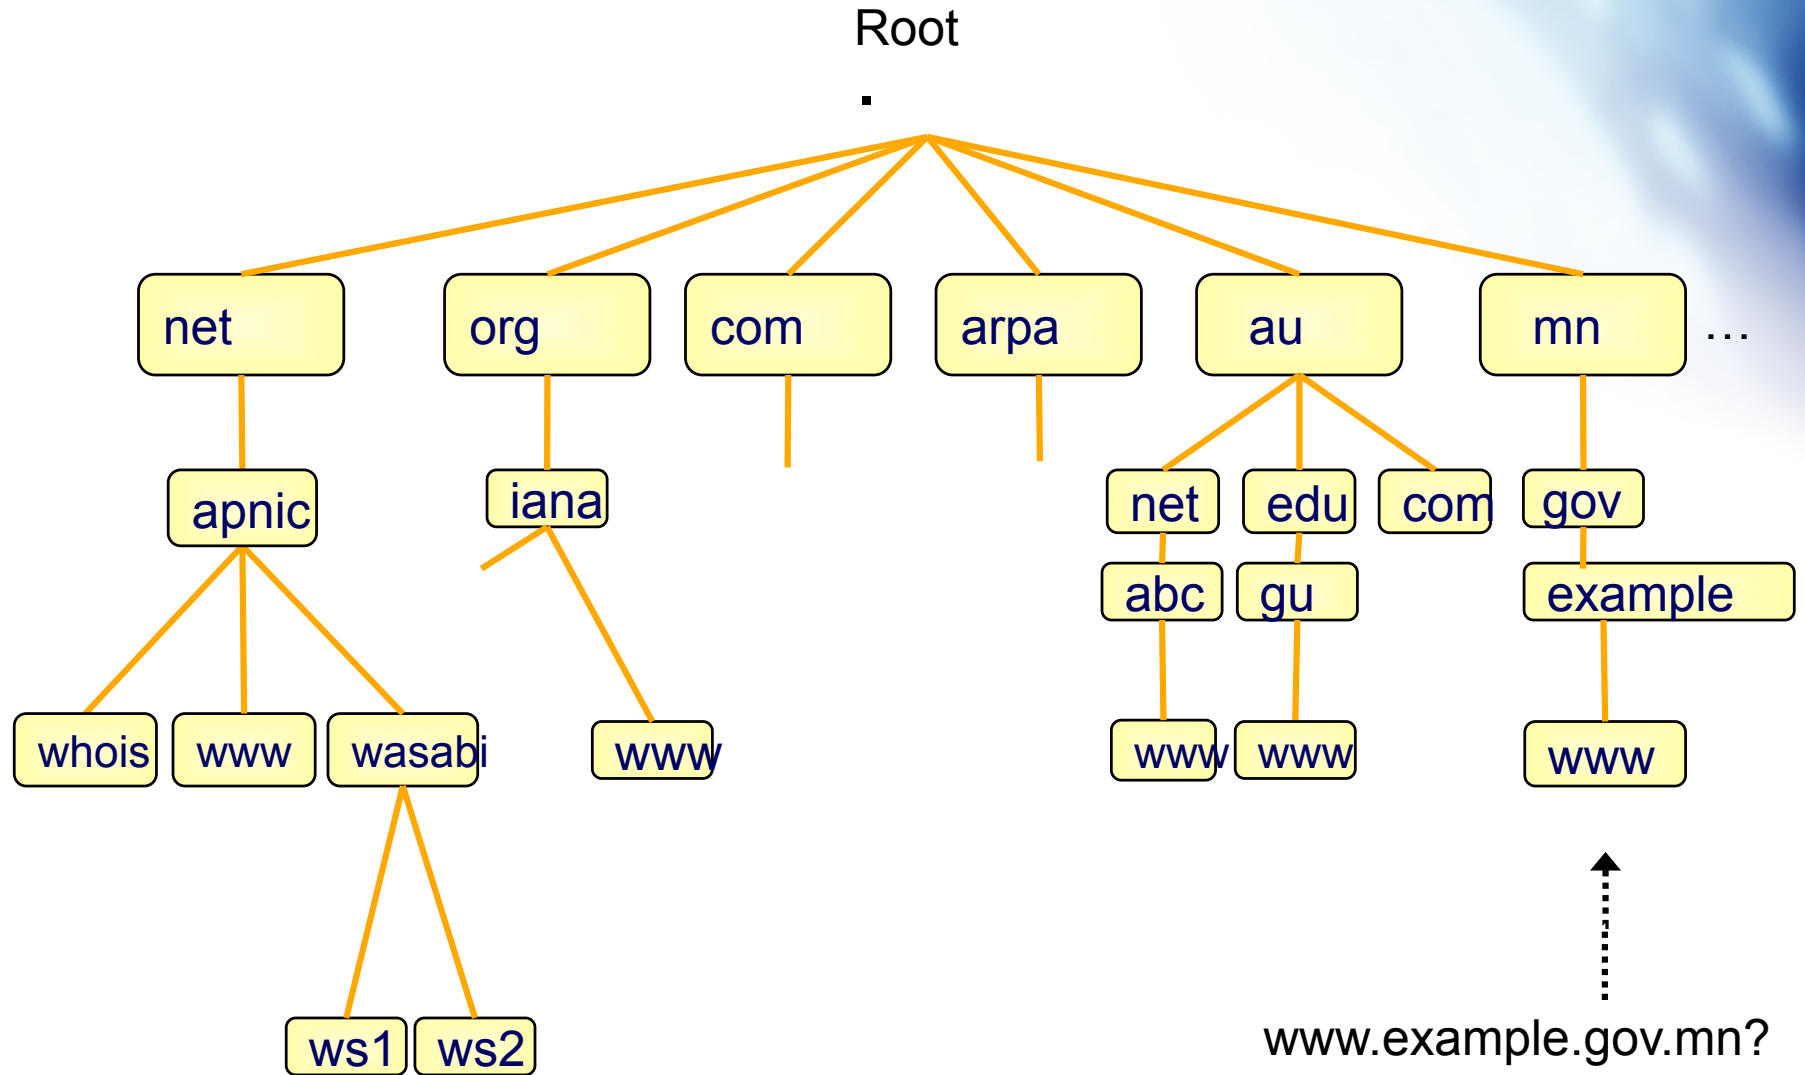 Root
.
net org com arpa au mn ...
apnic iana net edu com gov
abc gu example
whois www wasabi www www www www
ws1 ws2
www.example.gov.mn?